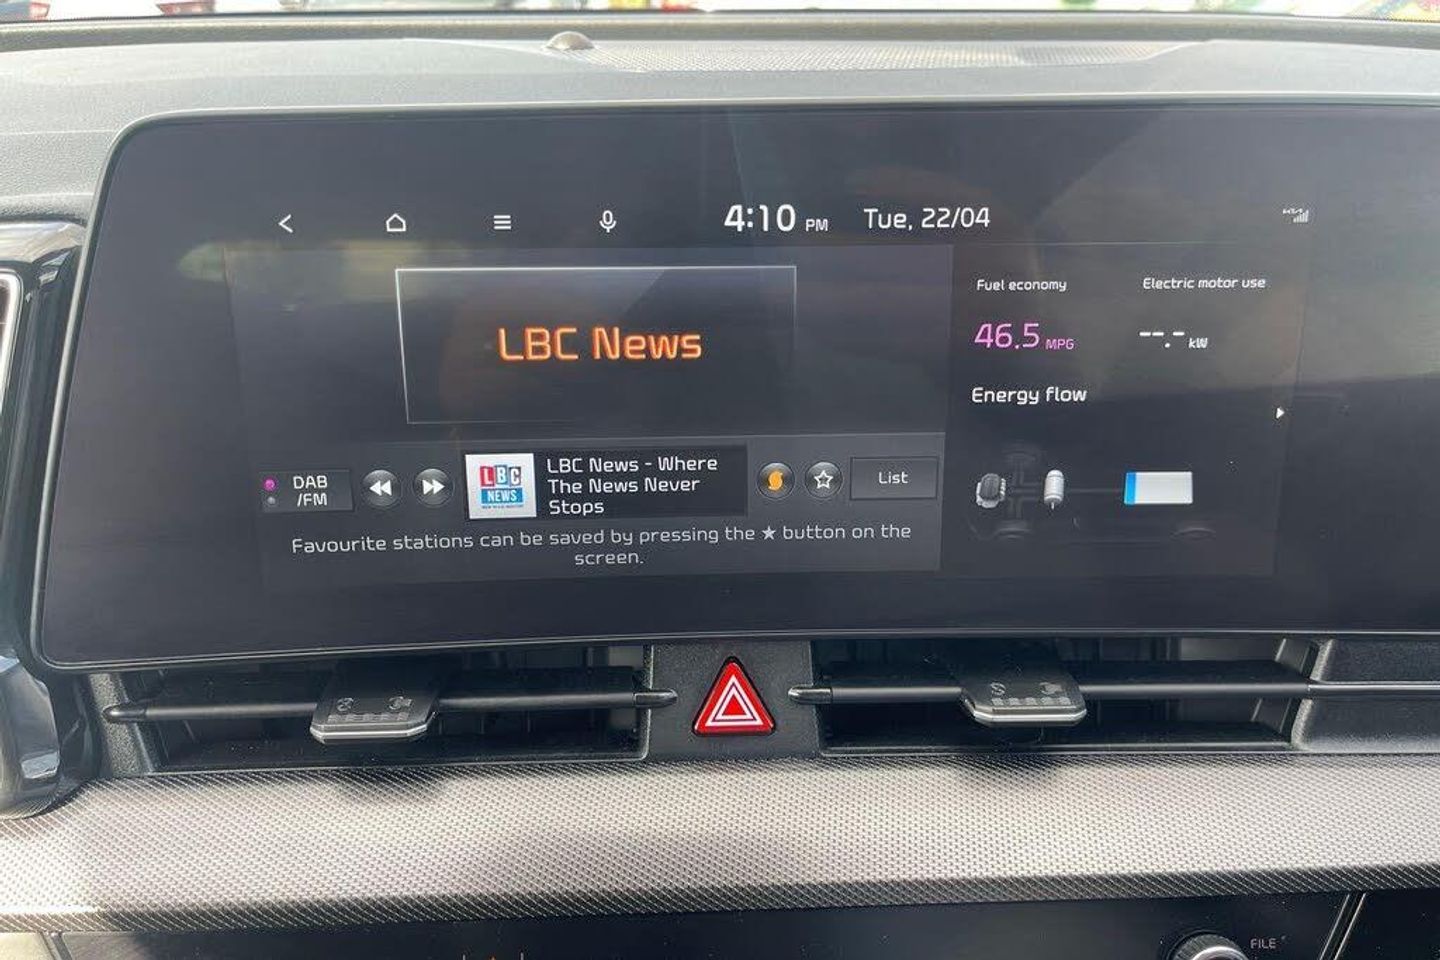 4:10 PM Tue, 22/04
LBC News
Fuel economy Electric motor use
46.5 MPG --.- kW
Energy flow
DAB
/FM
LBC
NEWS
LBC News - Where
The News Never
Stops
List
Favourite stations can be saved by pressing the ★ button on the
screen.
FILE